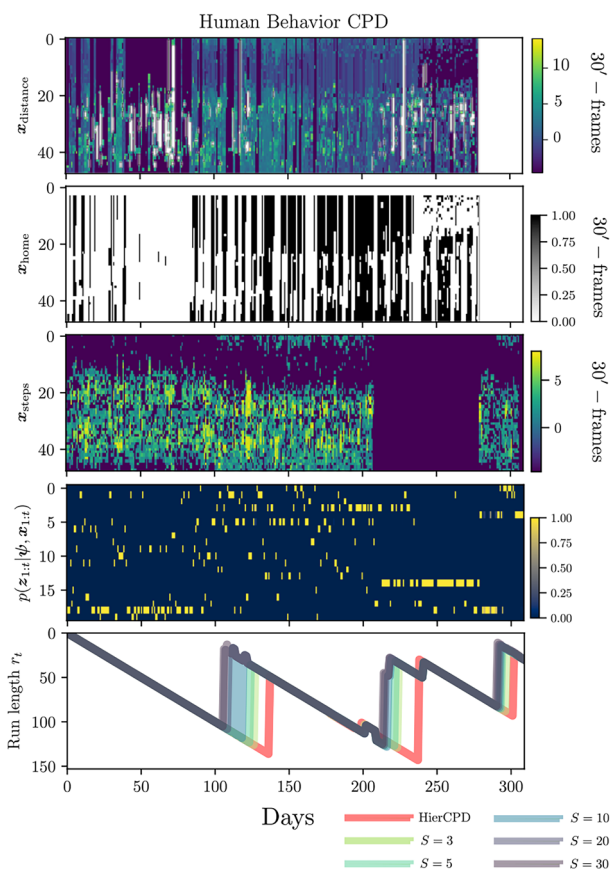 Human Behavior CPD
0
20
40
x_distance
10
5
0
30′ − frames
0
20
40
x_home
1.00
0.75
0.50
0.25
0.00
30′ − frames
0
20
40
x_steps
5
0
30′ − frames
0
5
10
15
p(z_{1:t}|ψ, x_{1:t})
1.00
0.75
0.50
0.25
0.00
0
50
100
150
Run length r_t
0 50 100 150 200 250 300
Days
HierCPD
S = 3
S = 5
S = 10
S = 20
S = 30